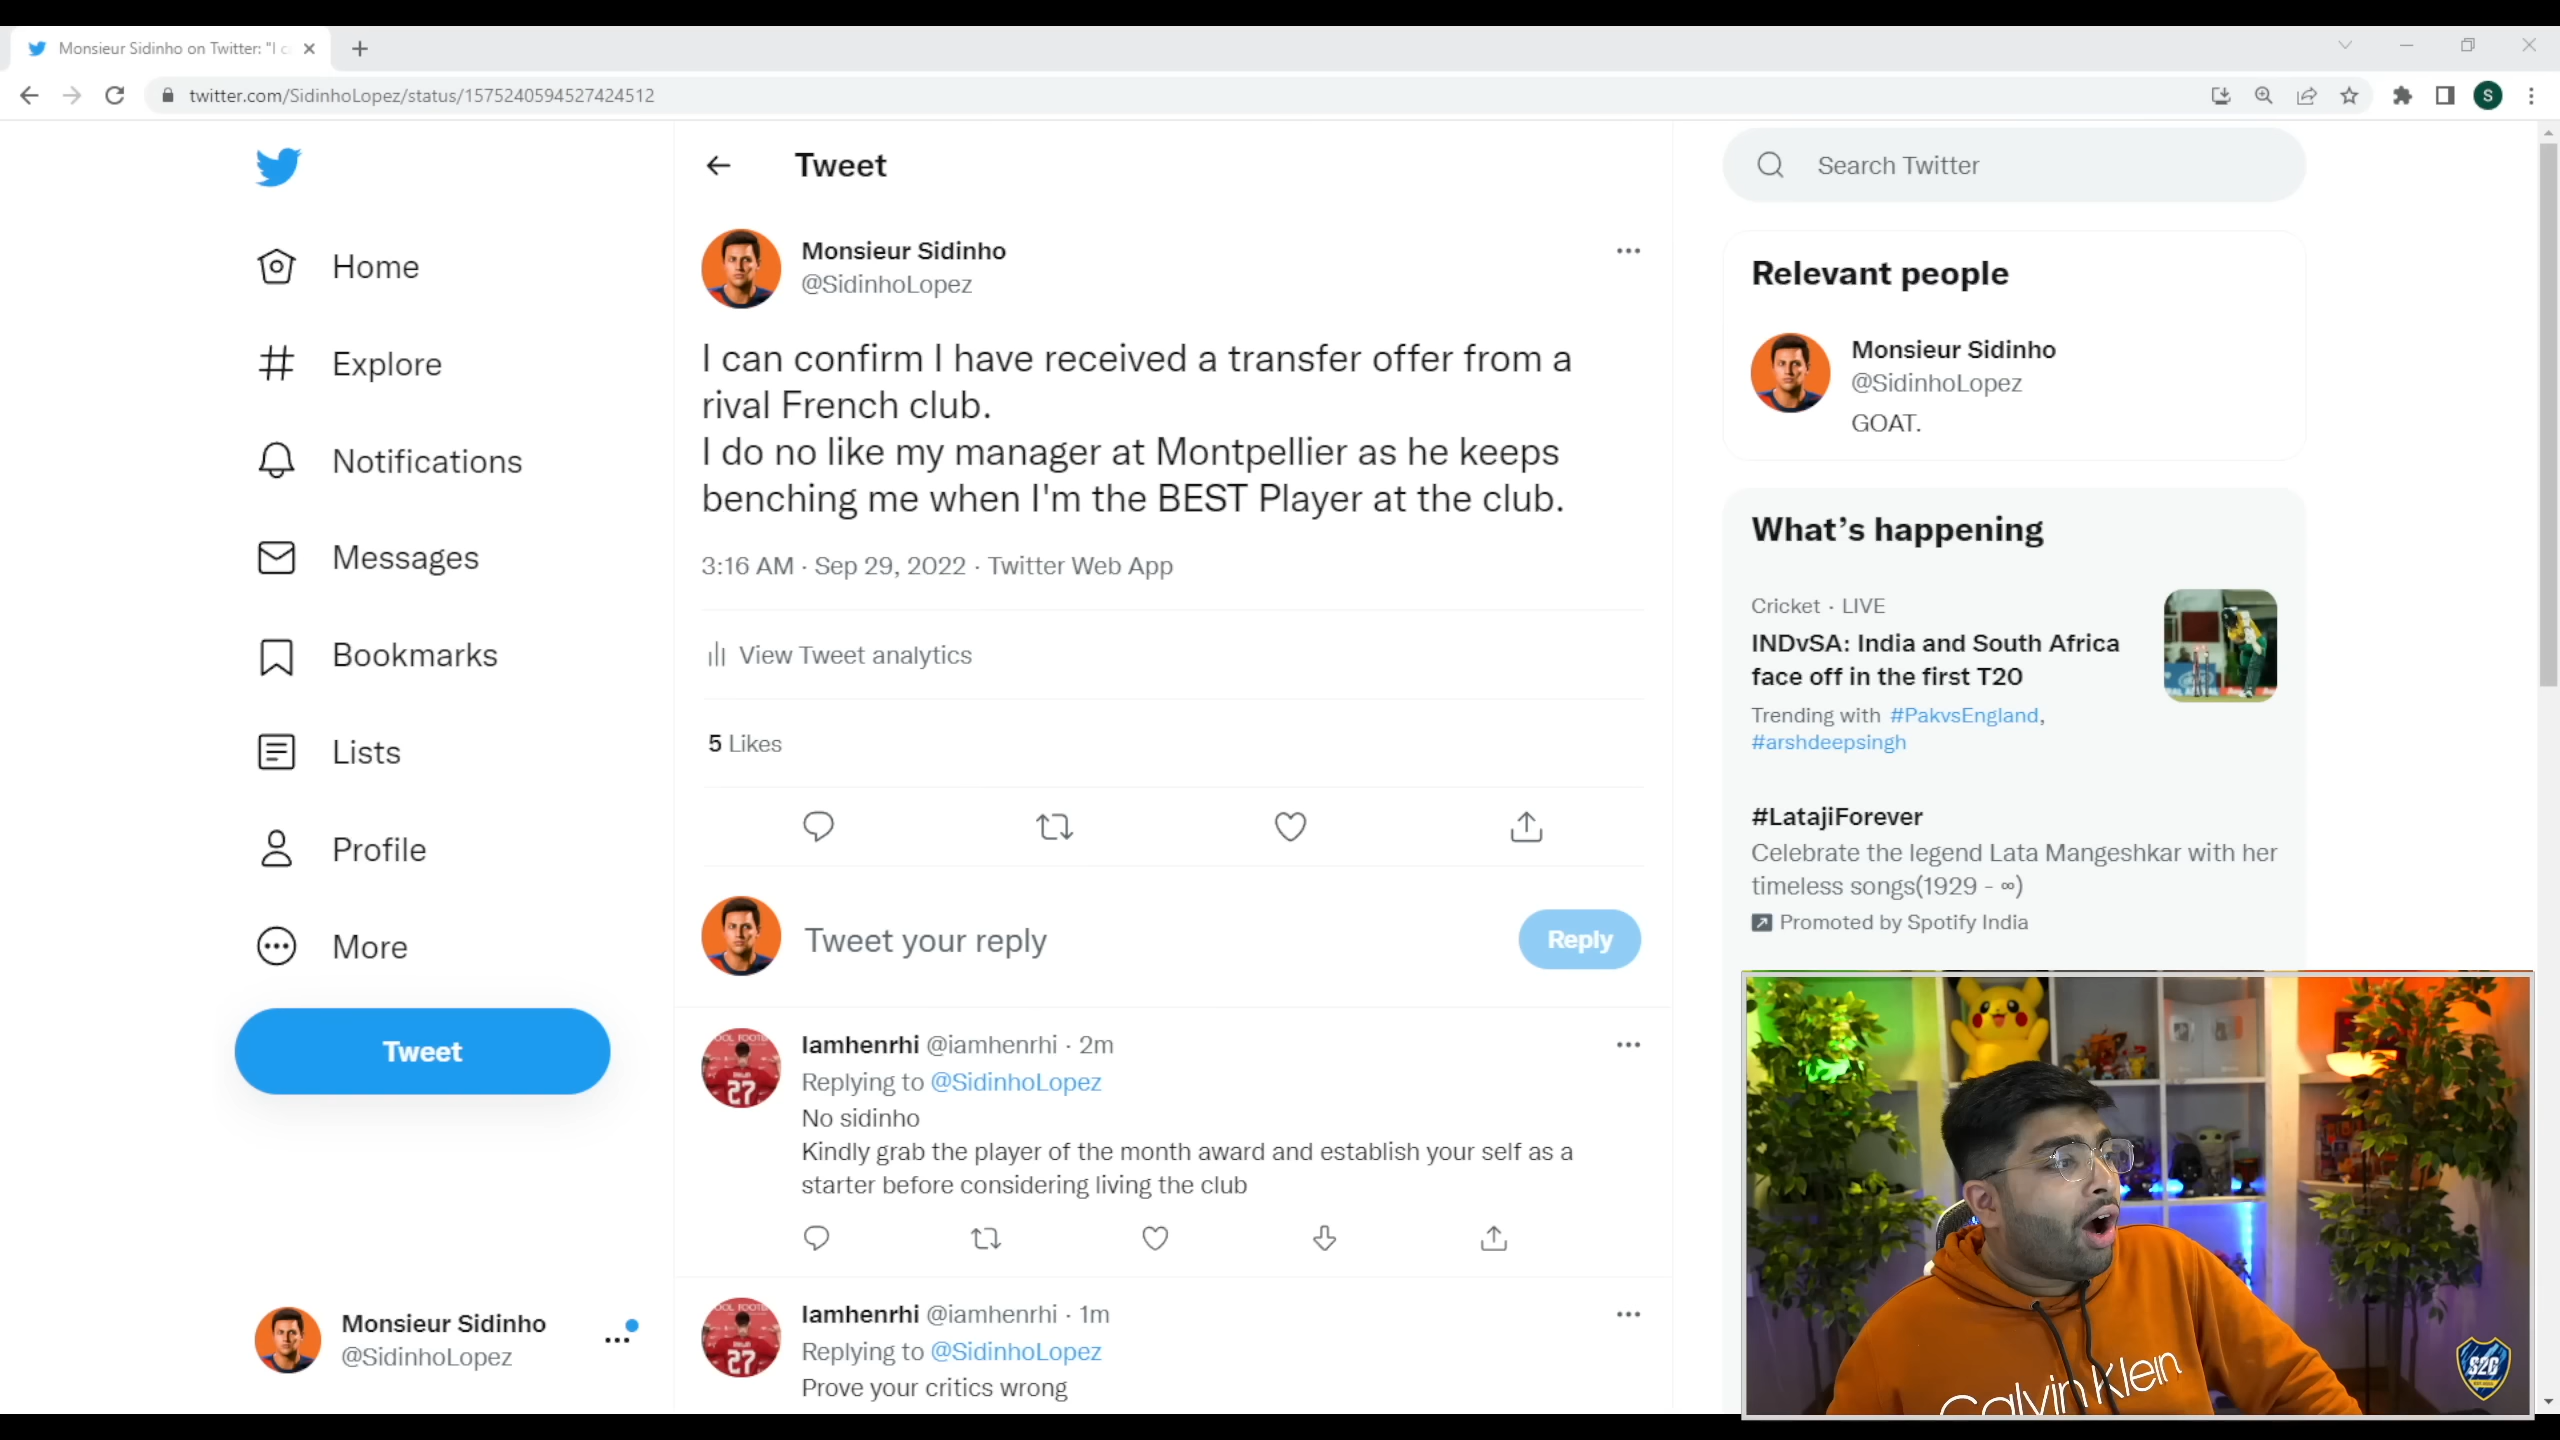 Monsieur Sidinho on Twitter: "I c
twitter.com/SidinhoLopez/status/1575240594527424512
S
Home
Explore
Notifications
Messages
Bookmarks
Lists
Profile
More
Tweet
Monsieur Sidinho
@SidinhoLopez
Tweet
Monsieur Sidinho
@SidinhoLopez
I can confirm I have received a transfer offer from a
rival French club.
I do no like my manager at Montpellier as he keeps
benching me when I'm the BEST Player at the club.
3:16 AM · Sep 29, 2022 · Twitter Web App
View Tweet analytics
5 Likes
Tweet your reply
Reply
Iamhenrhi @iamhenrhi · 2m
Replying to @SidinhoLopez
No sidinho
Kindly grab the player of the month award and establish your self as a
starter before considering living the club
27
Iamhenrhi @iamhenrhi · 1m
Replying to @SidinhoLopez
Prove your critics wrong
27
Search Twitter
Relevant people
Monsieur Sidinho
@SidinhoLopez
GOAT.
What's happening
Cricket · LIVE
INDvSA: India and South Africa
face off in the first T20
Trending with #PakvsEngland,
#arshdeepsingh
#LatajiForever
Celebrate the legend Lata Mangeshkar with her
timeless songs(1929 - ∞)
Promoted by Spotify India
Calvin Klein
S2G